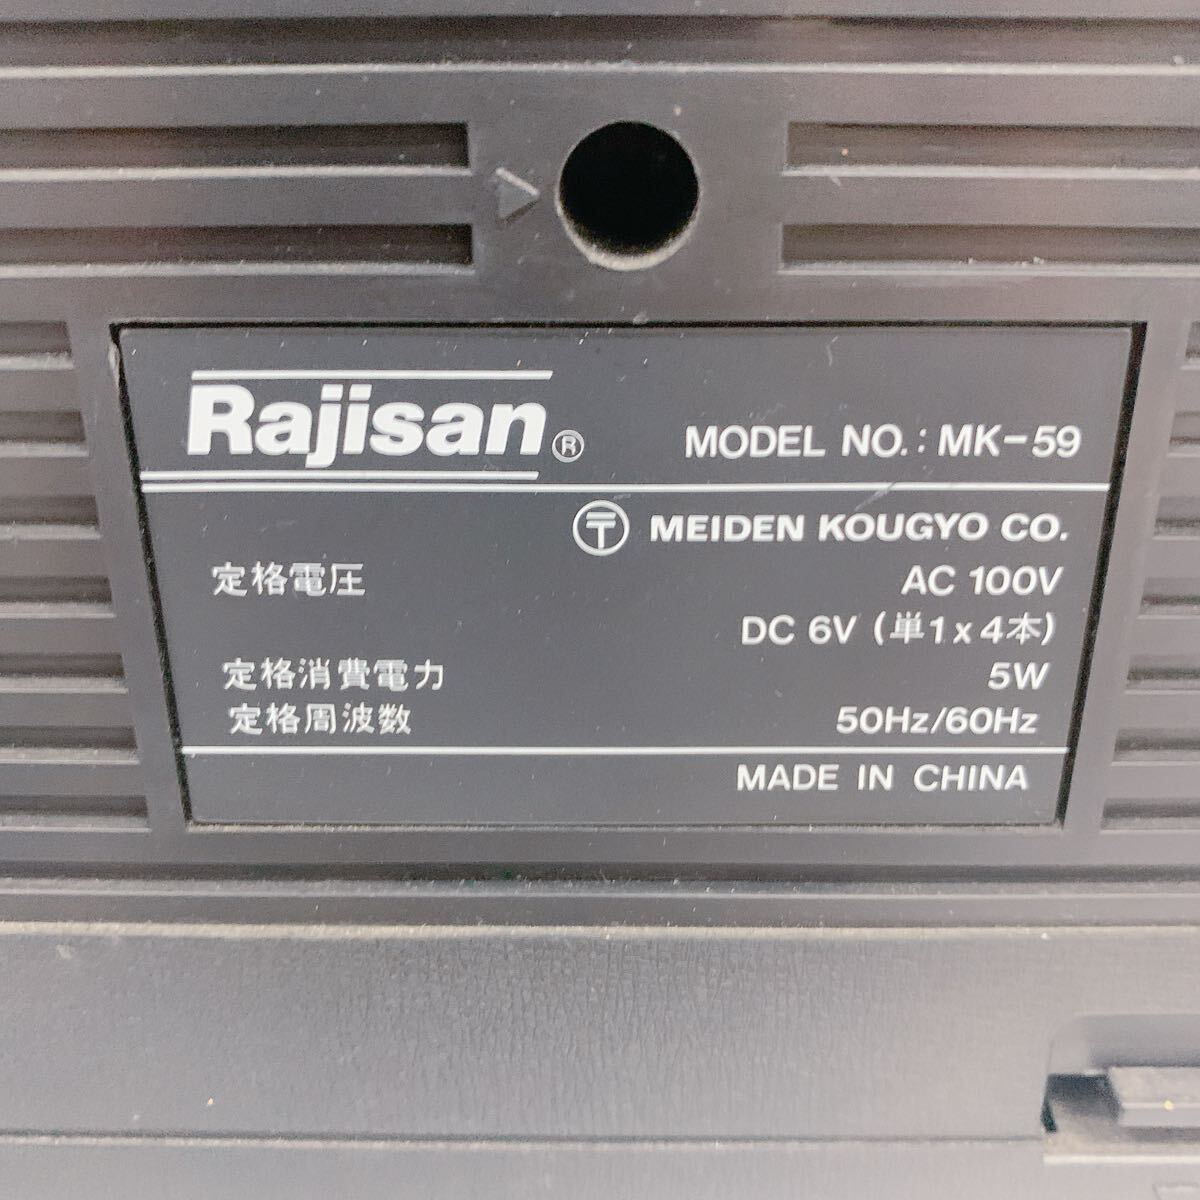 Rajisan®
MODEL NO.: MK-59
〒 MEIDEN KOUGYO CO.
定格電圧 AC 100V
DC 6V (単1x4本)
定格消費電力 5W
定格周波数 50Hz/60Hz
MADE IN CHINA